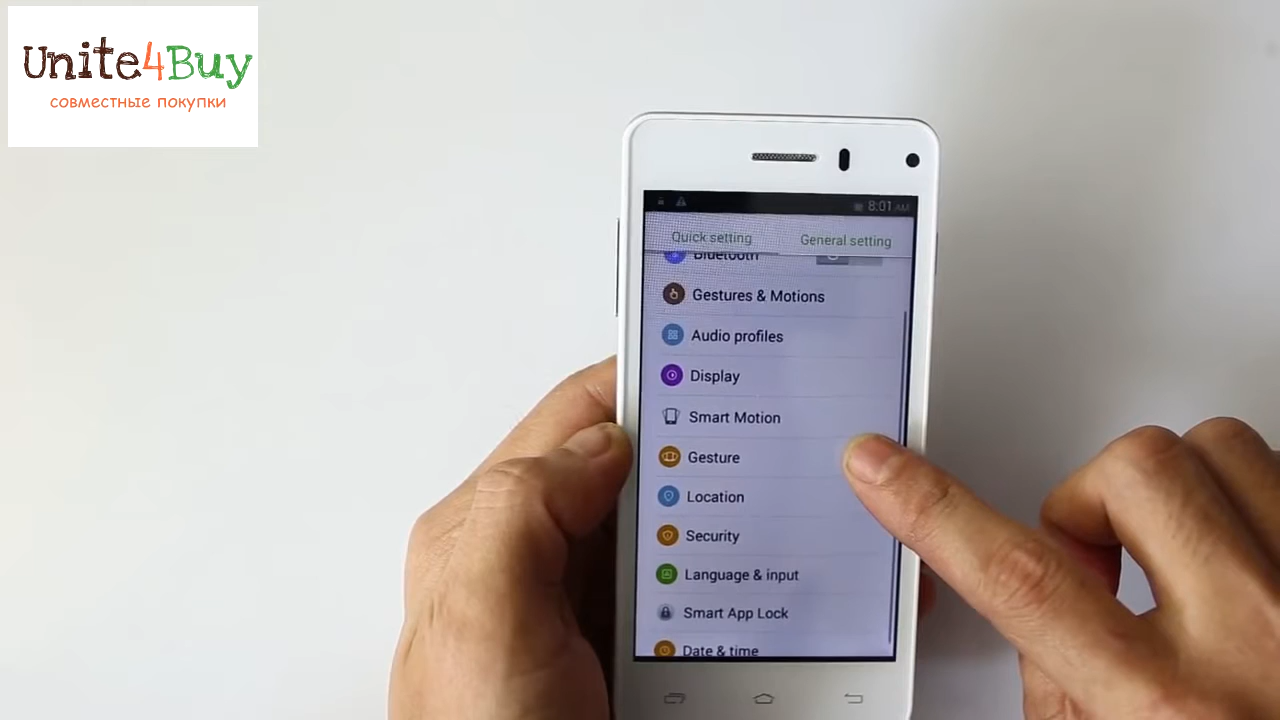 Unite4Buy
совместные покупки
8:01 AM
Quick setting
General setting
Bluetooth
Gestures & Motions
Audio profiles
Display
Smart Motion
Gesture
Location
Security
Language & input
Smart App Lock
Date & time